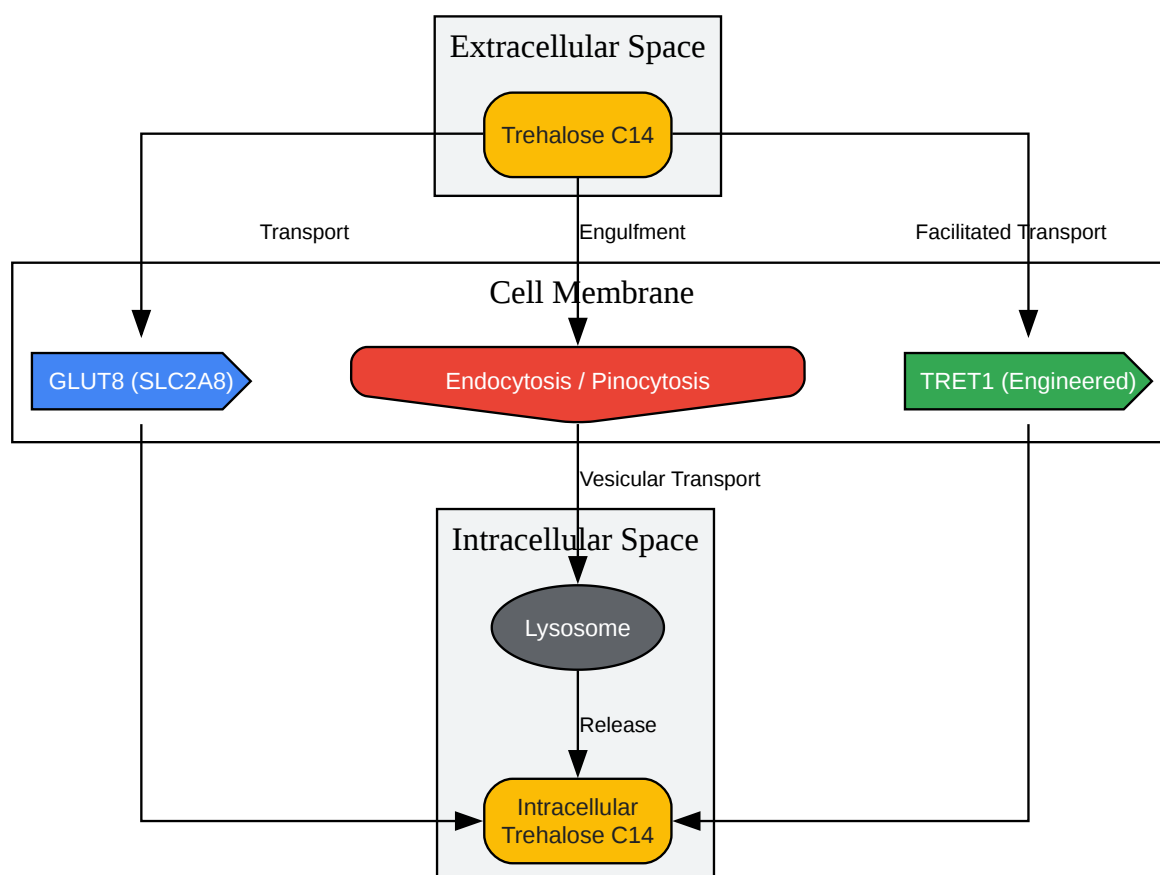 Extracellular Space
Trehalose C14
Transport
Engulfment
Facilitated Transport
Cell Membrane
GLUT8 (SLC2A8)
Endocytosis / Pinocytosis
TRET1 (Engineered)
Vesicular Transport
Intracellular Space
Lysosome
Release
Intracellular
Trehalose C14